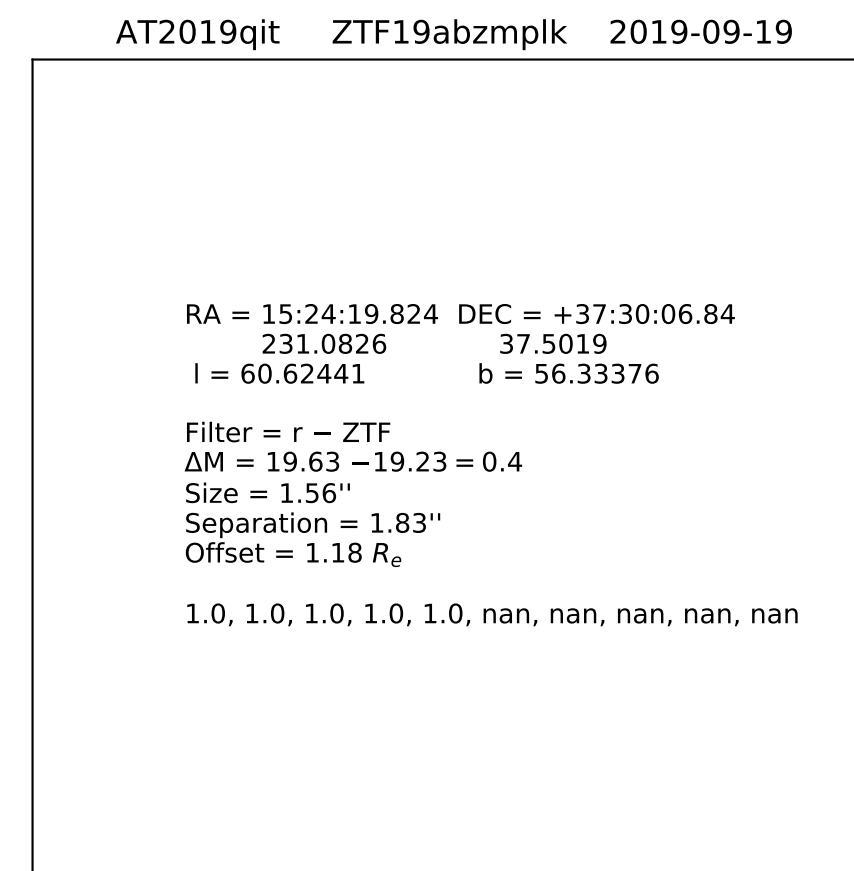 AT2019qit ZTF19abzmplk 2019-09-19
RA = 15:24:19.824 DEC = +37:30:06.84
231.0826 37.5019
l = 60.62441 b = 56.33376
Filter = r − ZTF
ΔM = 19.63 −19.23 = 0.4
Size = 1.56''
Separation = 1.83''
Offset = 1.18 Rₑ
1.0, 1.0, 1.0, 1.0, 1.0, nan, nan, nan, nan, nan